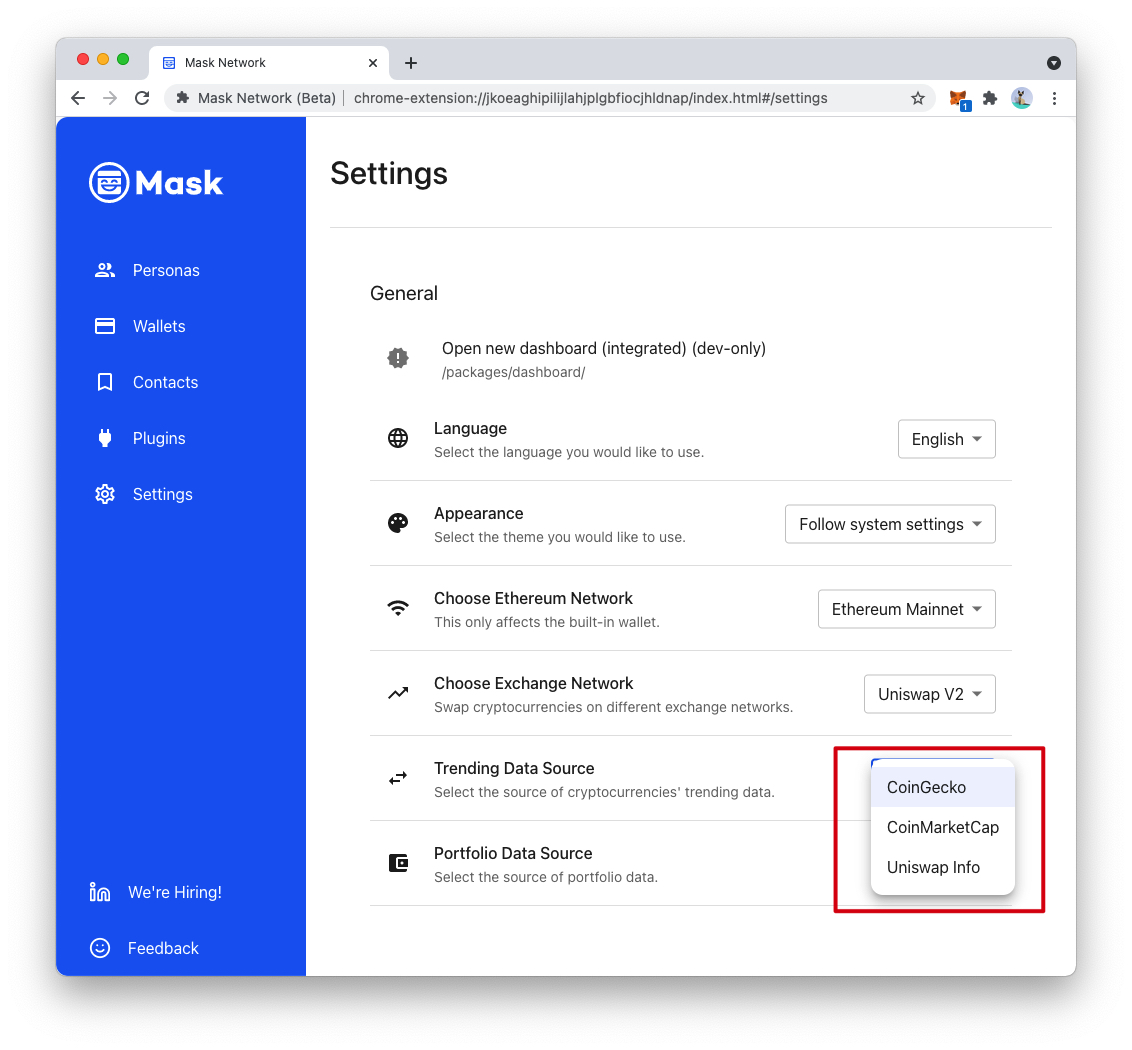 Mask Network
Mask Network (Beta) | chrome-extension://jkoeaghipilijlahjplgbfiocjhldnap/index.html#/settings
1
Mask
Personas
Wallets
Contacts
Plugins
Settings
We're Hiring!
Feedback
Settings
General
Open new dashboard (integrated) (dev-only)
/packages/dashboard/
Language
Select the language you would like to use.
English
Appearance
Select the theme you would like to use.
Follow system settings
Choose Ethereum Network
This only affects the built-in wallet.
Ethereum Mainnet
Choose Exchange Network
Swap cryptocurrencies on different exchange networks.
Uniswap V2
Trending Data Source
Select the source of cryptocurrencies' trending data.
CoinGecko
CoinMarketCap
Uniswap Info
Portfolio Data Source
Select the source of portfolio data.